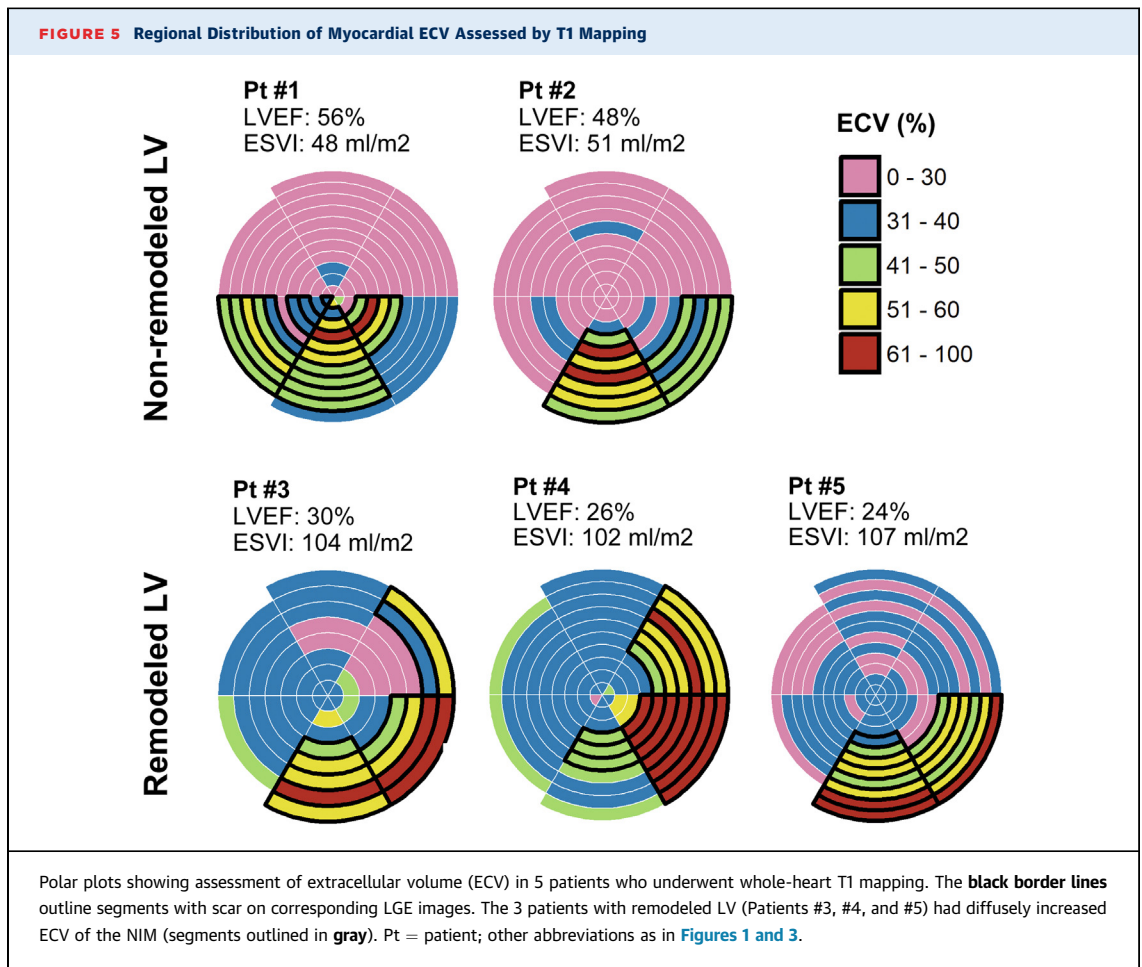 FIGURE 5 Regional Distribution of Myocardial ECV Assessed by T1 Mapping
Non-remodeled LV
Pt #1
LVEF: 56%
ESVI: 48 ml/m2
Pt #2
LVEF: 48%
ESVI: 51 ml/m2
ECV (%)
0 - 30
31 - 40
41 - 50
51 - 60
61 - 100
Remodeled LV
Pt #3
LVEF: 30%
ESVI: 104 ml/m2
Pt #4
LVEF: 26%
ESVI: 102 ml/m2
Pt #5
LVEF: 24%
ESVI: 107 ml/m2
Polar plots showing assessment of extracellular volume (ECV) in 5 patients who underwent whole-heart T1 mapping. The black border lines
outline segments with scar on corresponding LGE images. The 3 patients with remodeled LV (Patients #3, #4, and #5) had diffusely increased
ECV of the NIM (segments outlined in gray). Pt = patient; other abbreviations as in Figures 1 and 3.